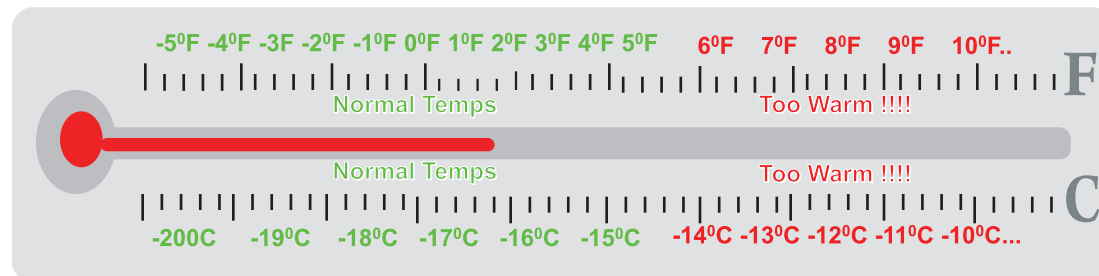 -5⁰F -4⁰F -3F -2⁰F -1⁰F 0⁰F 1⁰F 2⁰F 3⁰F 4⁰F 5⁰F 6⁰F 7⁰F 8⁰F 9⁰F 10⁰F..
F
Normal Temps Too Warm !!!!
Normal Temps Too Warm !!!!
C
-200C -19⁰C -18⁰C -17⁰C -16⁰C -15⁰C -14⁰C -13⁰C -12⁰C -11⁰C -10⁰C...